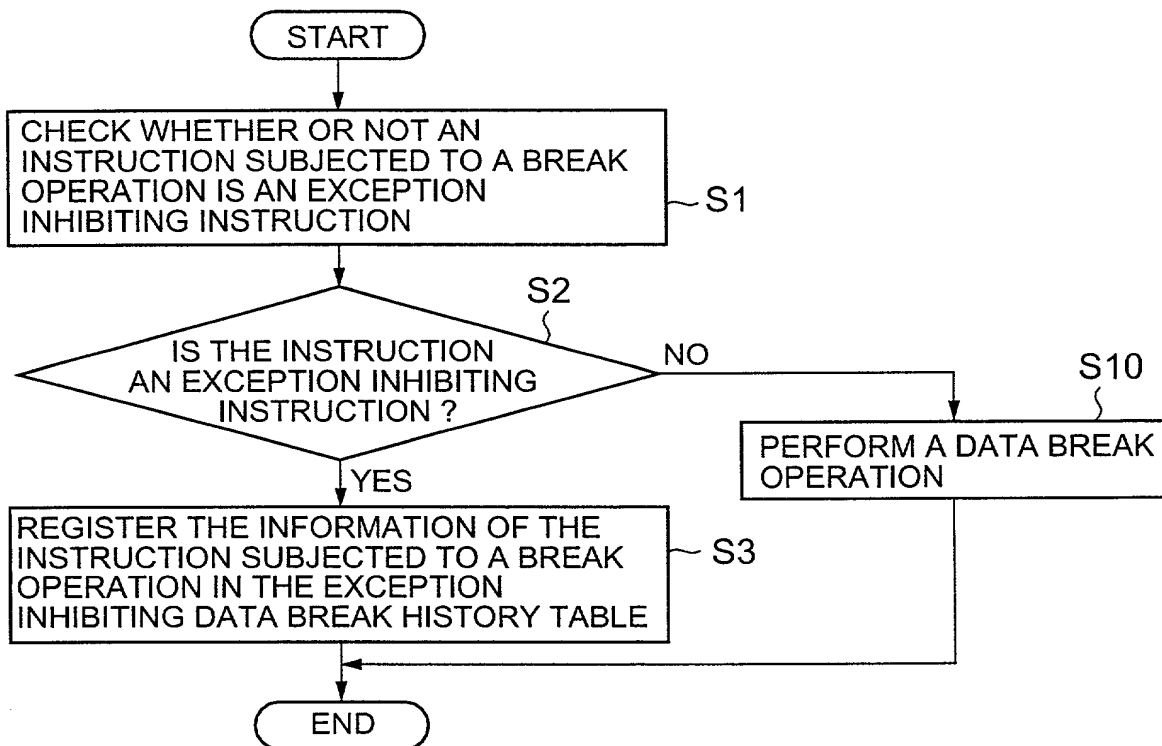 START
CHECK WHETHER OR NOT AN
INSTRUCTION SUBJECTED TO A BREAK
OPERATION IS AN EXCEPTION
INHIBITING INSTRUCTION
S1
S2
IS THE INSTRUCTION
AN EXCEPTION INHIBITING
INSTRUCTION ?
NO
S10
PERFORM A DATA BREAK
OPERATION
YES
REGISTER THE INFORMATION OF THE
INSTRUCTION SUBJECTED TO A BREAK
OPERATION IN THE EXCEPTION
INHIBITING DATA BREAK HISTORY TABLE
S3
END